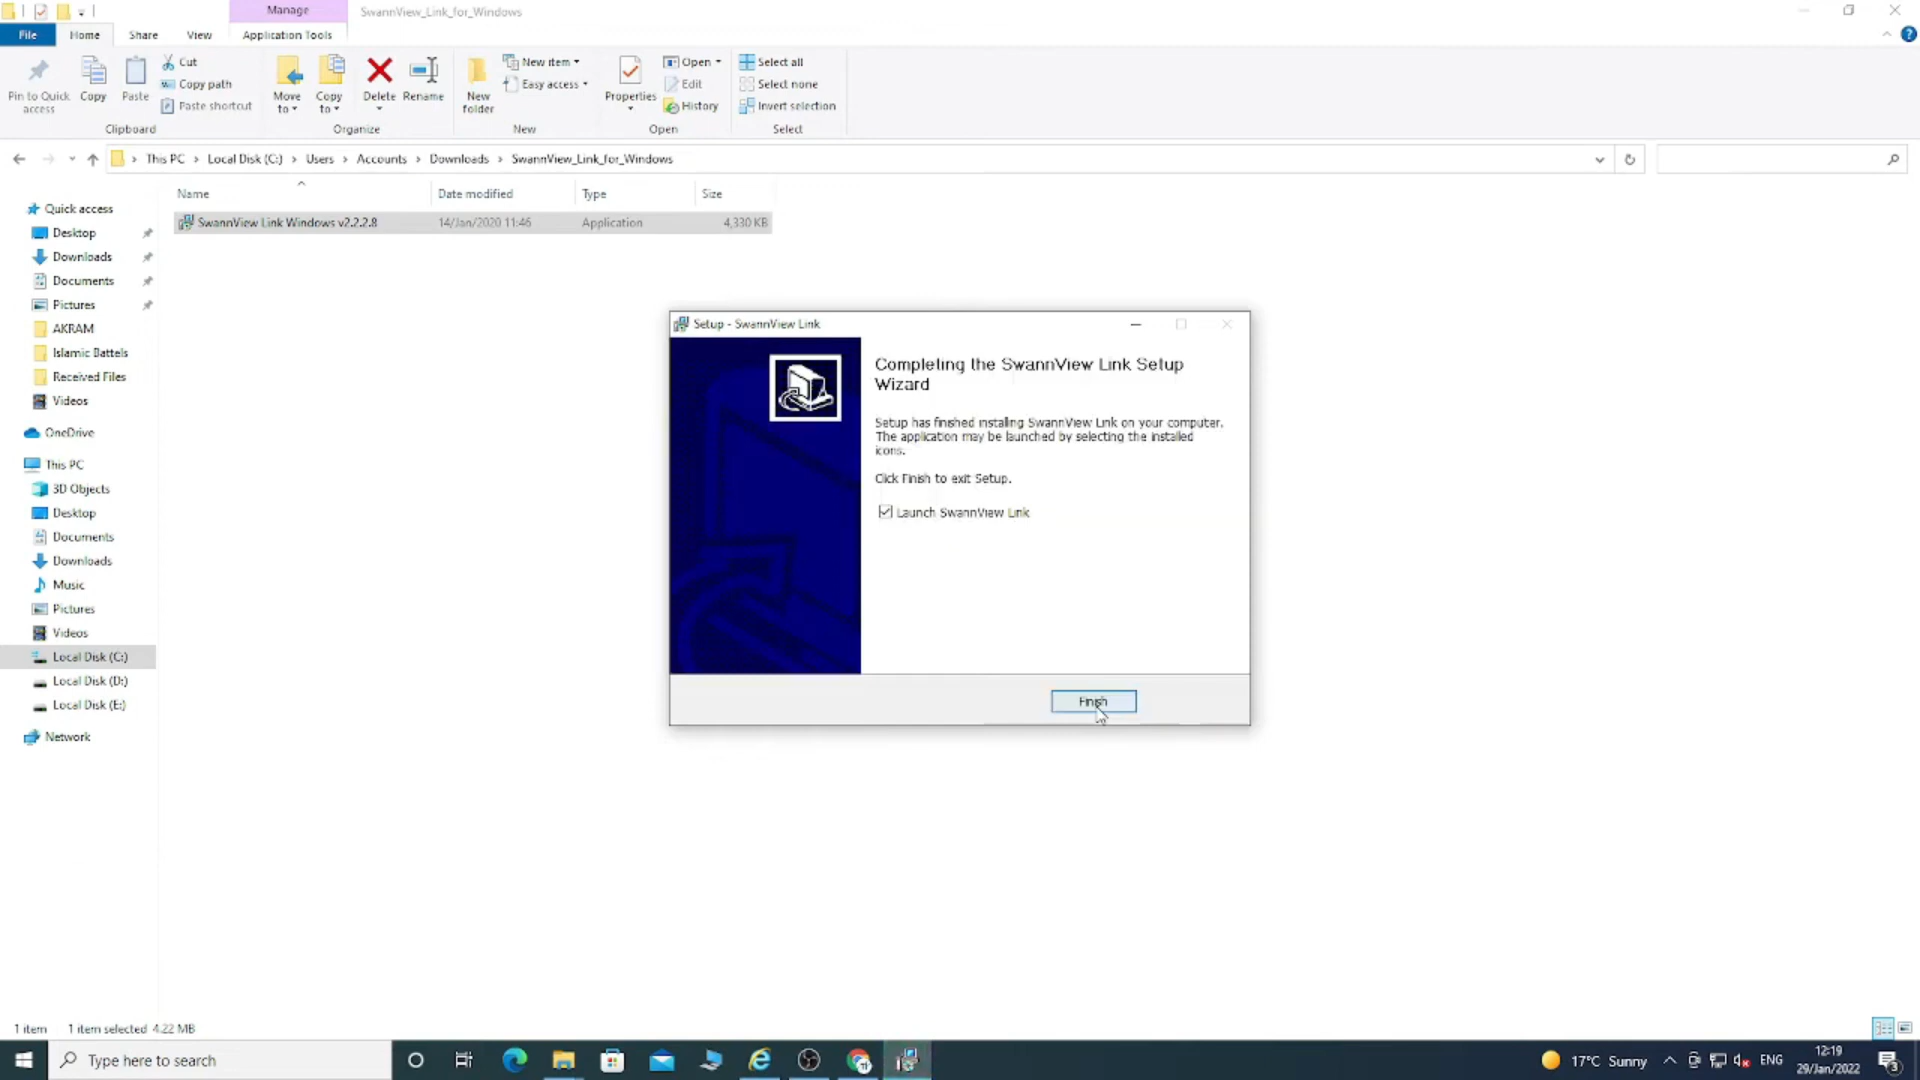 Manage
SwannView_Link_for_Windows
File
Home
Share
View
Application Tools
Pin to Quick access
Copy
Paste
Cut
Copy path
Paste shortcut
Clipboard
Move to
Copy to
Delete
Rename
Organize
New folder
New item
Easy access
New
Properties
Open
Edit
History
Open
Select all
Select none
Invert selection
Select
This PC > Local Disk (C:) > Users > Accounts > Downloads > SwannView_Link_for_Windows
Name
Date modified
Type
Size
SwannView Link Windows v2.2.2.8
14/Jan/2020 11:46
Application
4,330 KB
Quick access
Desktop
Downloads
Documents
Pictures
AKRAM
Islamic Battels
Received Files
Videos
OneDrive
This PC
3D Objects
Desktop
Documents
Downloads
Music
Pictures
Videos
Local Disk (C:)
Local Disk (D:)
Local Disk (E:)
Network
Setup - SwannView Link
Completing the SwannView Link Setup
Wizard
Setup has finished installing SwannView Link on your computer.
The application may be launched by selecting the installed
icons.
Click Finish to exit Setup.
Launch SwannView Link
Finish
1 item
1 item selected 4.22 MB
Type here to search
17°C Sunny
ENG
12:19
29/Jan/2022
3